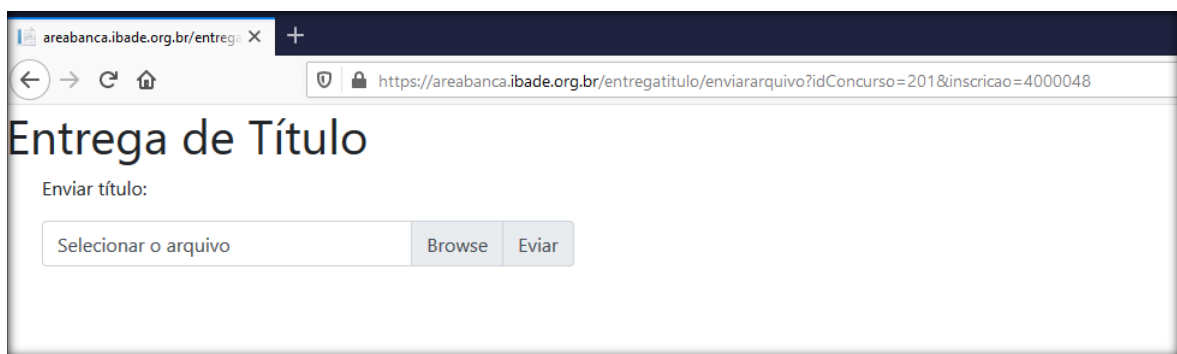 areabanca.ibade.org.br/entrega
https://areabanca.ibade.org.br/entregatitulo/enviararquivo?idConcurso=201&inscricao=4000048
Entrega de Título
Enviar título:
Selecionar o arquivo Browse Eviar